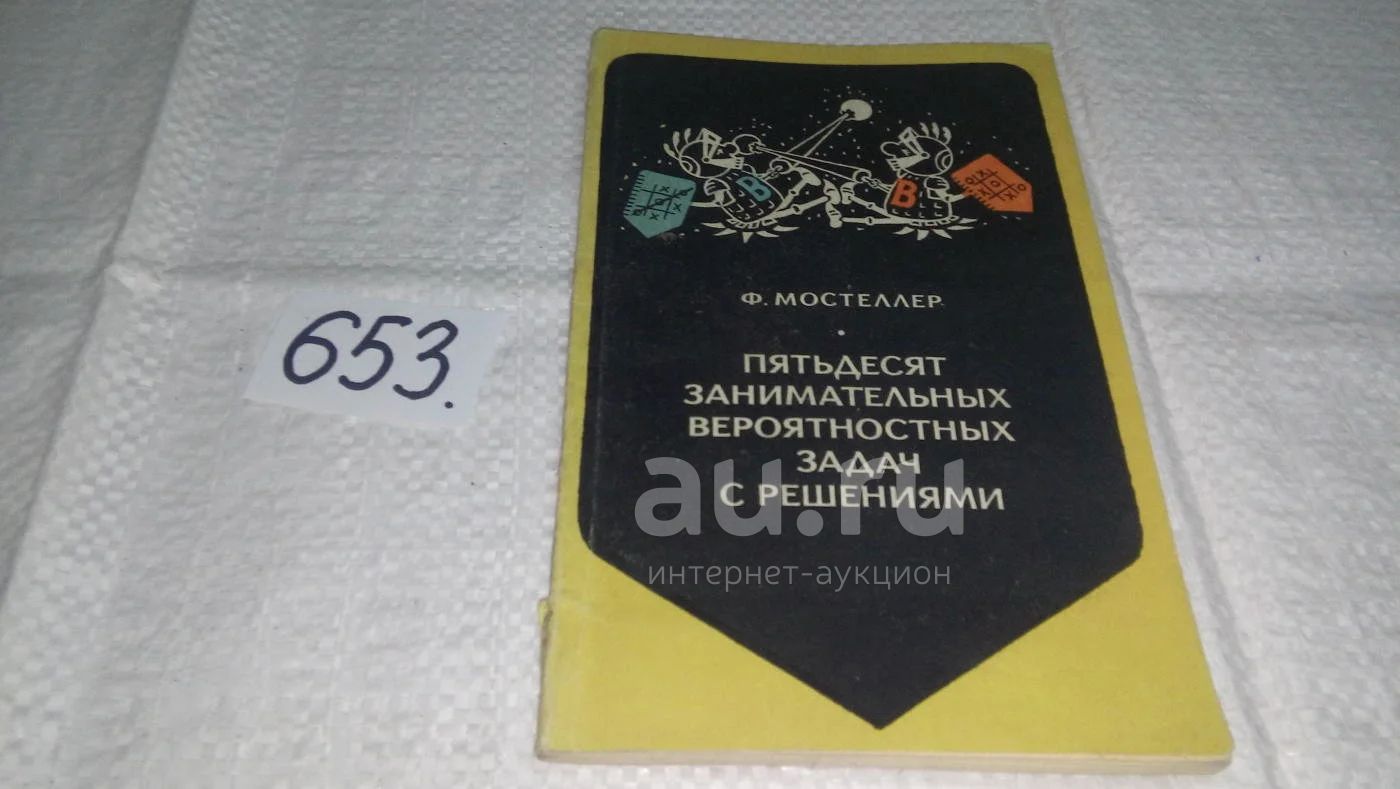 В
В
653.
Ф. МОСТЕЛЛЕР
ПЯТЬДЕСЯТ
ЗАНИМАТЕЛЬНЫХ
ВЕРОЯТНОСТНЫХ
ЗАДАЧ
С РЕШЕНИЯМИ
au.ru
интернет-аукцион